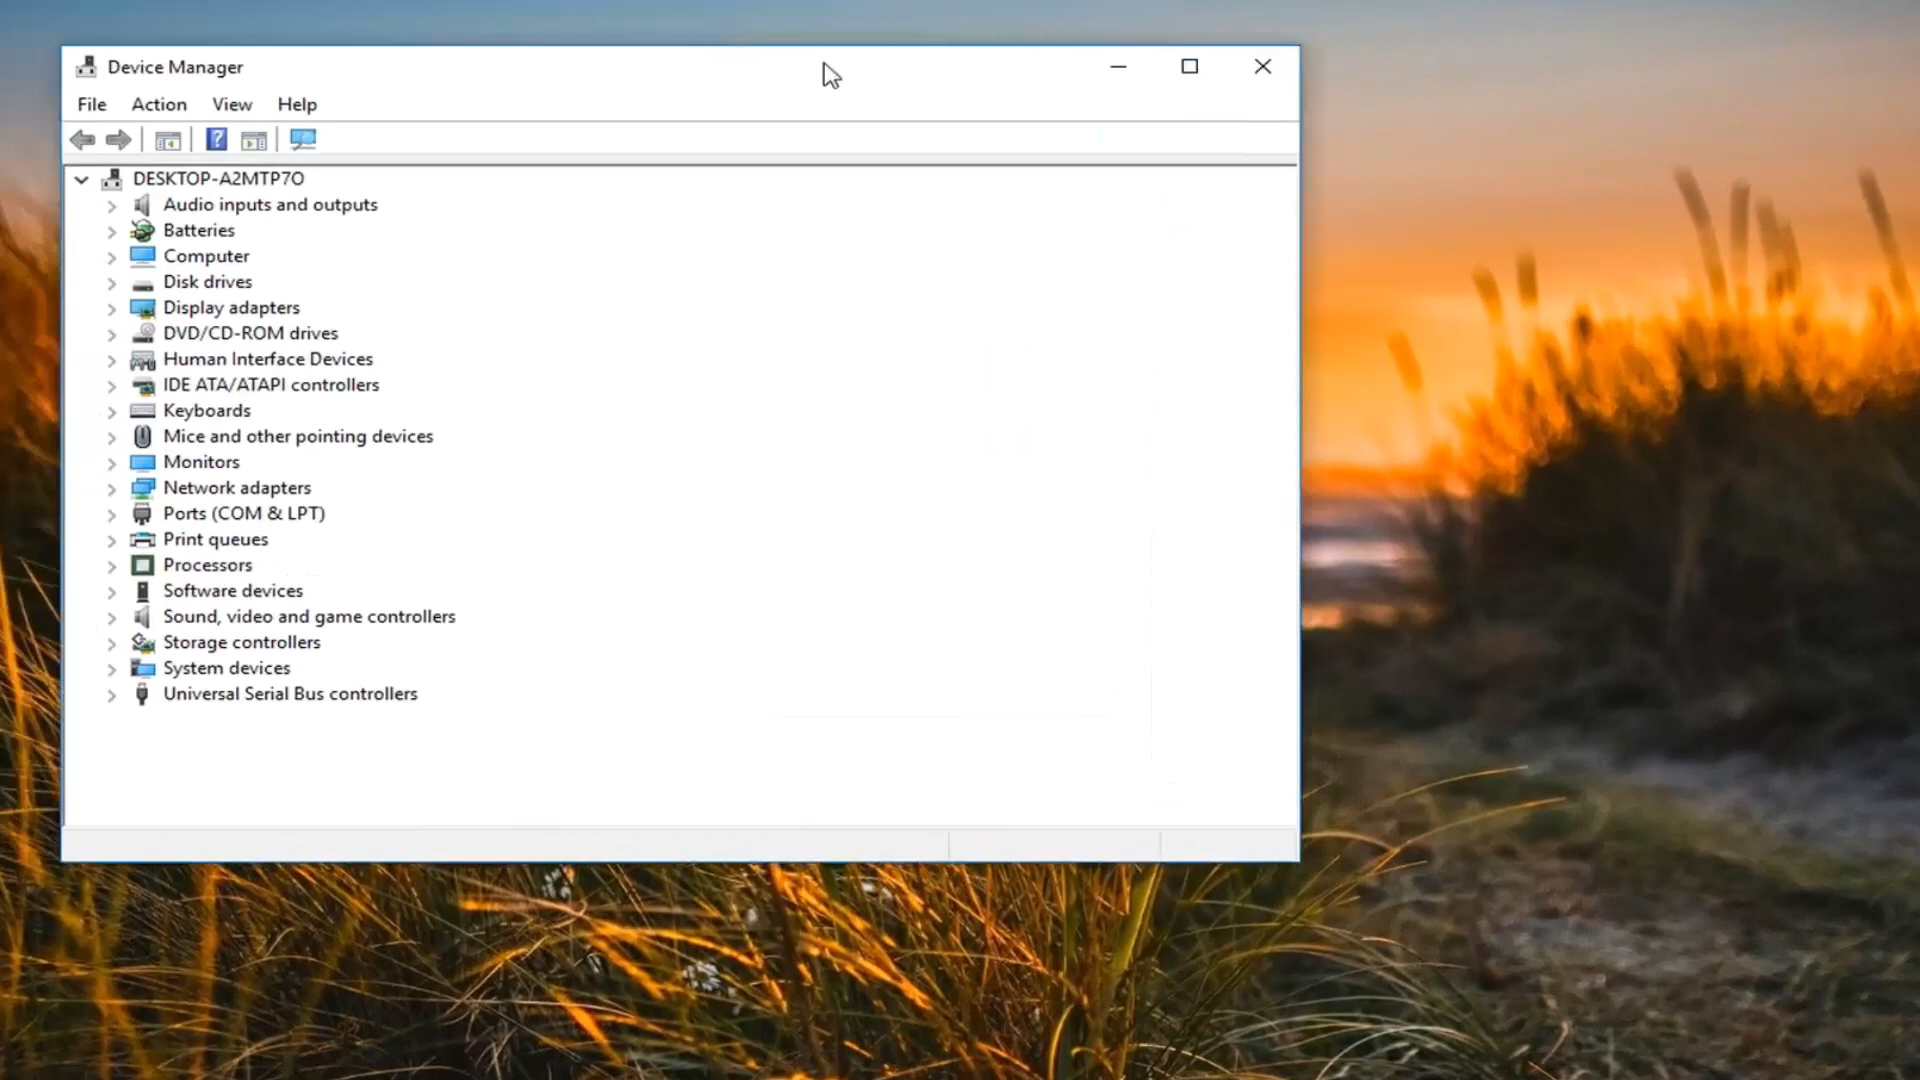 Device Manager
File Action View Help
DESKTOP-A2MTP7O
Audio inputs and outputs
Batteries
Computer
Disk drives
Display adapters
DVD/CD-ROM drives
Human Interface Devices
IDE ATA/ATAPI controllers
Keyboards
Mice and other pointing devices
Monitors
Network adapters
Ports (COM & LPT)
Print queues
Processors
Software devices
Sound, video and game controllers
Storage controllers
System devices
Universal Serial Bus controllers